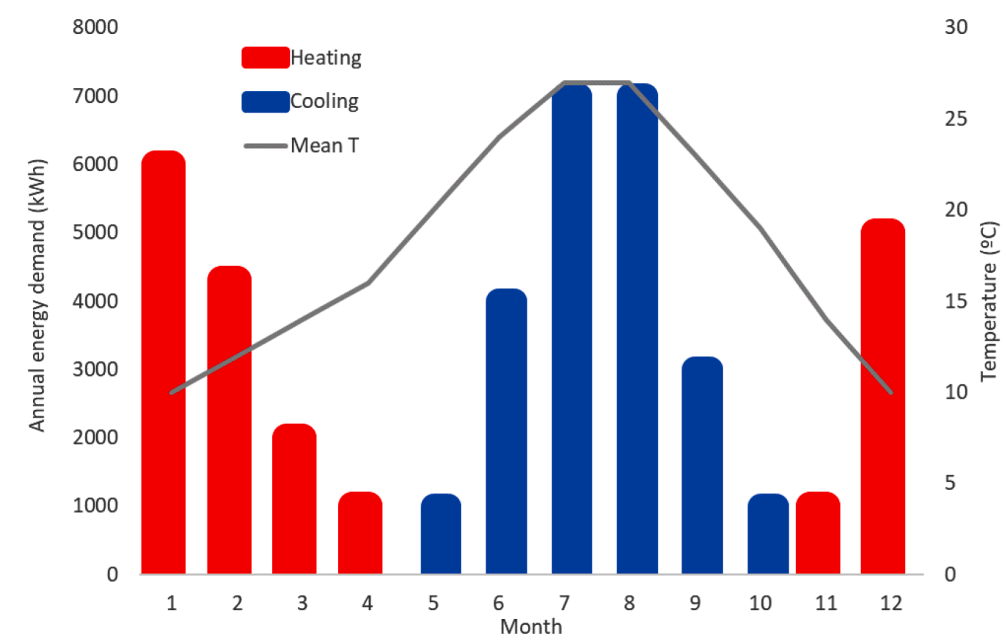 8000
7000
6000
5000
4000
3000
2000
1000
0
Annual energy demand (kWh)
Heating
Cooling
Mean T
30
25
20
15
10
5
0
Temperature (ºC)
1 2 3 4 5 6 7 8 9 10 11 12
Month